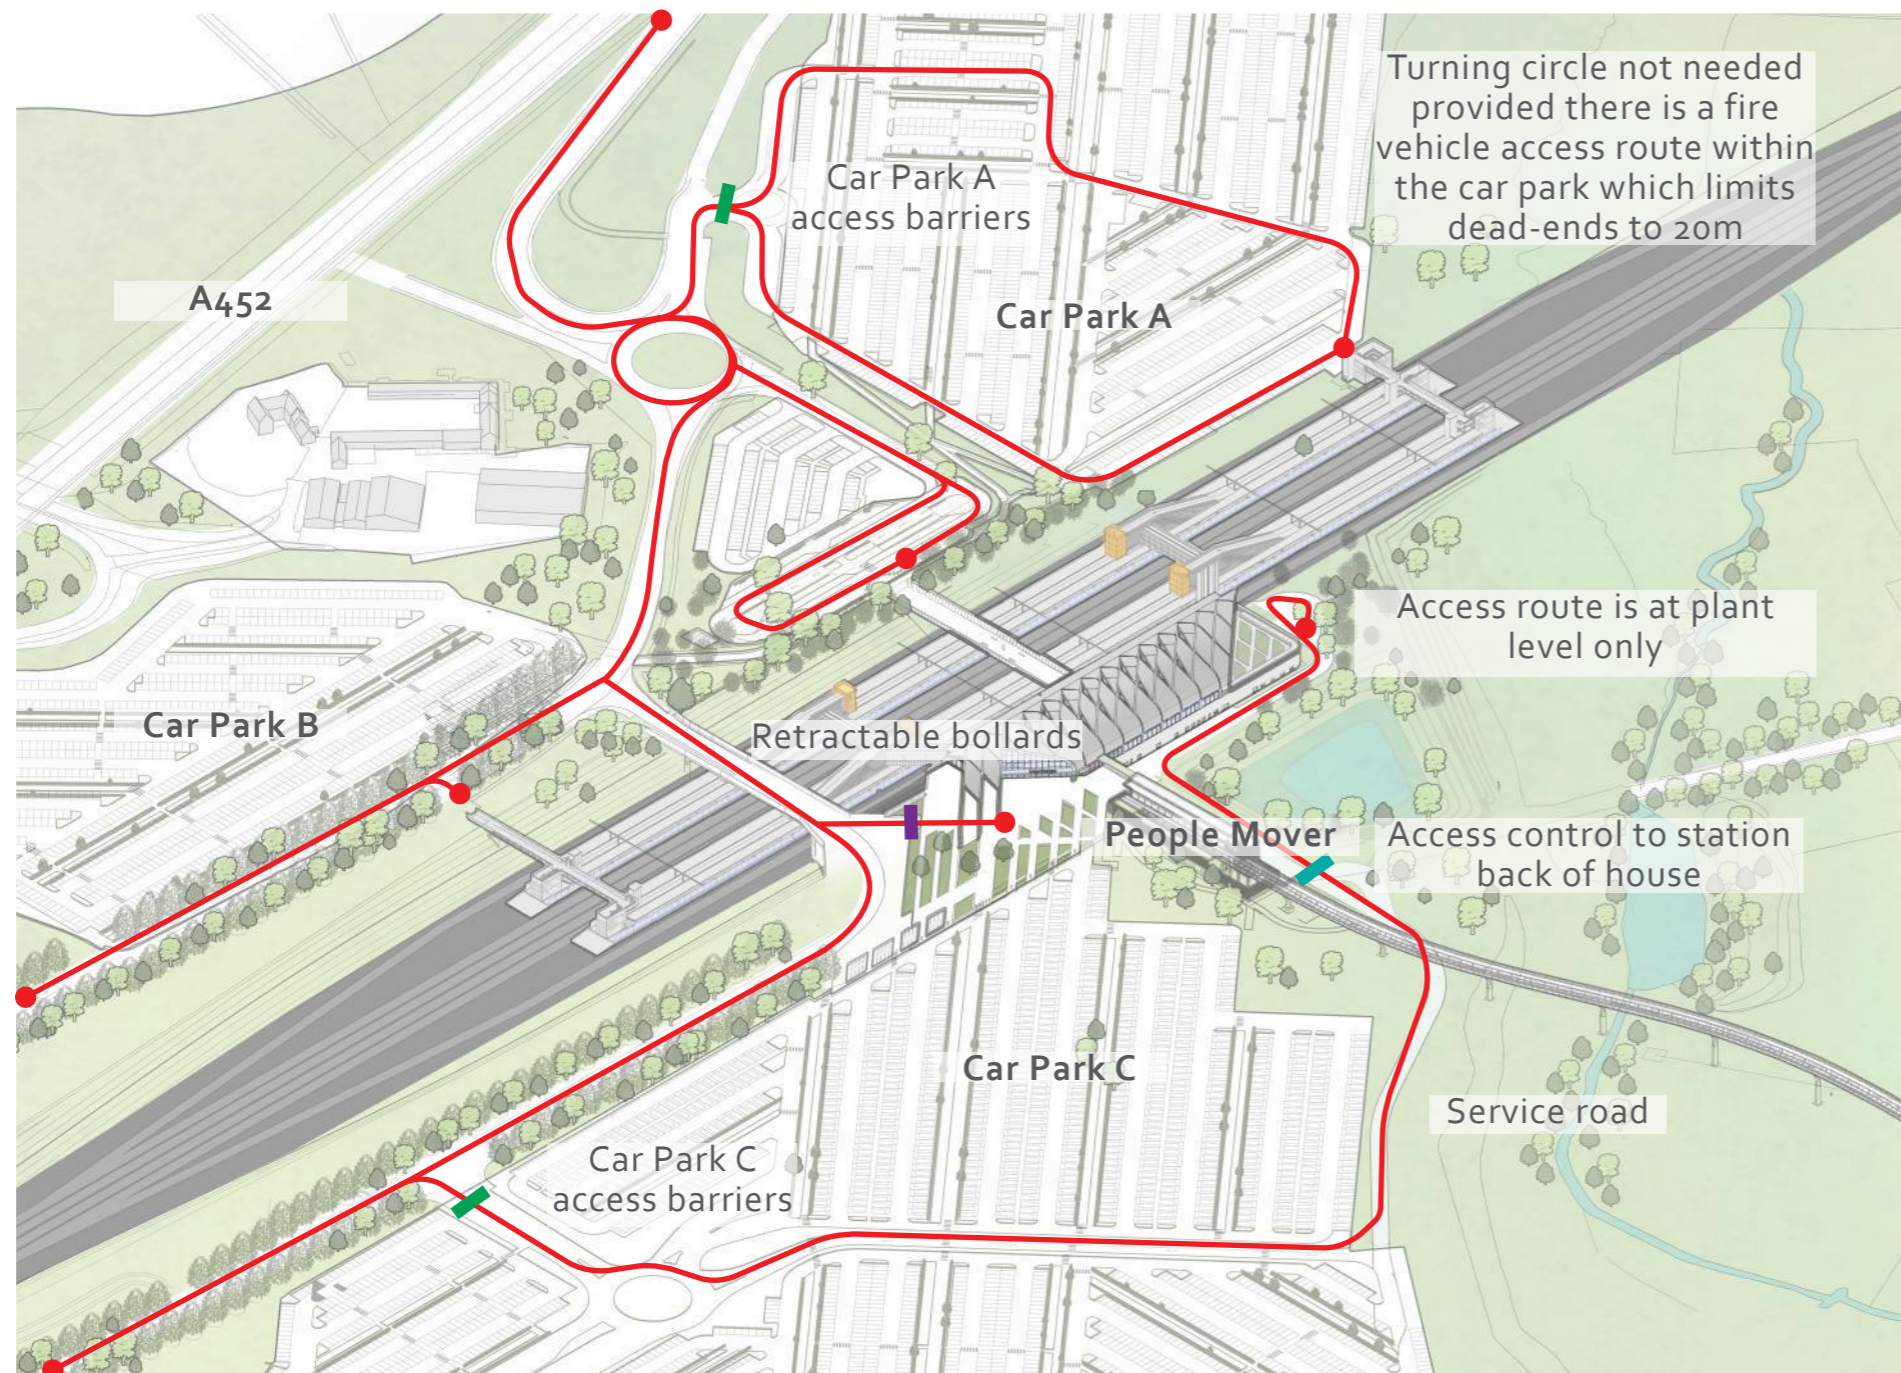 Turning circle not needed
provided there is a fire
vehicle access route within
the car park which limits
dead-ends to 20m
Car Park A
access barriers
A452
Car Park A
Access route is at plant
level only
Car Park B
Retractable bollards
People Mover
Access control to station
back of house
Car Park C
Service road
Car Park C
access barriers